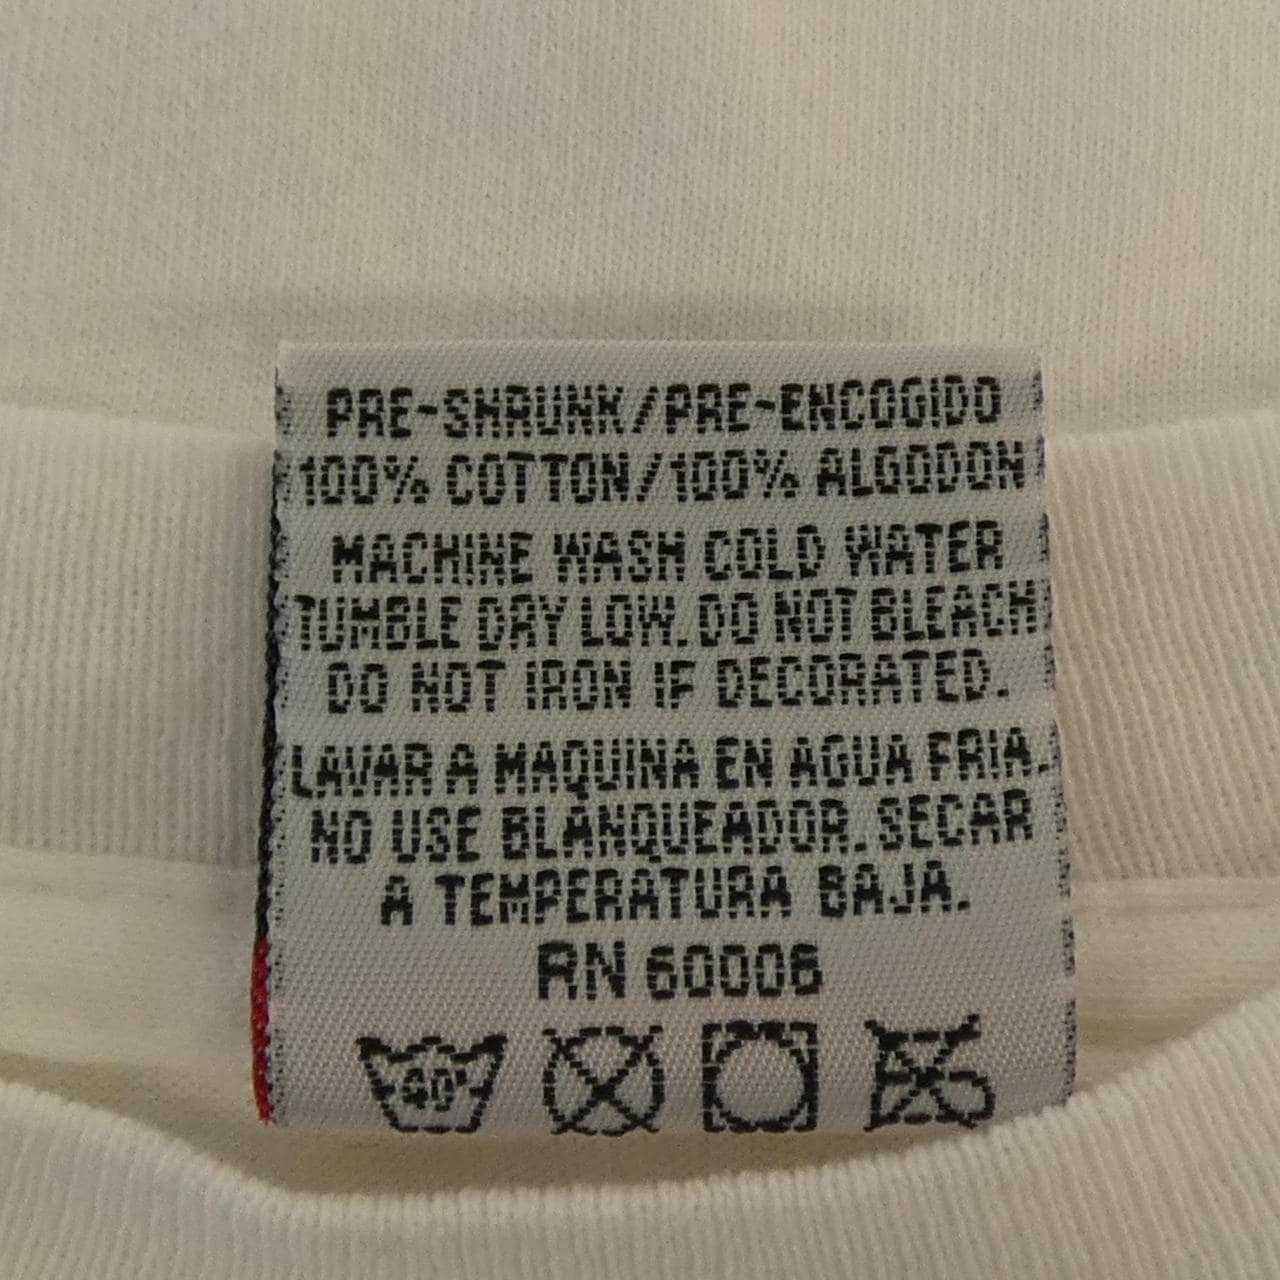 PRE-SHRUNK/PRE-ENCOGIDO
100% COTTON/100% ALGODON
MACHINE WASH COLD WATER
TUMBLE DRY LOW. DO NOT BLEACH
DO NOT IRON IF DECORATED.
LAVAR A MAQUINA EN AGUA FRIA.
NO USE BLANQUEADOR. SECAR
A TEMPERATURA BAJA.
RN 60006
40°